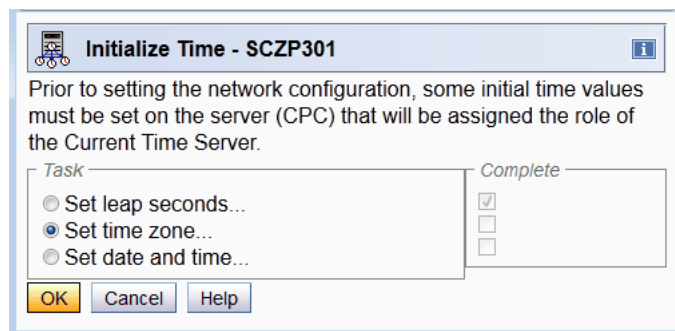 Initialize Time - SCZP301
i
Prior to setting the network configuration, some initial time values
must be set on the server (CPC) that will be assigned the role of
the Current Time Server.
Task
Complete
Set leap seconds...
Set time zone...
Set date and time...
OK Cancel Help